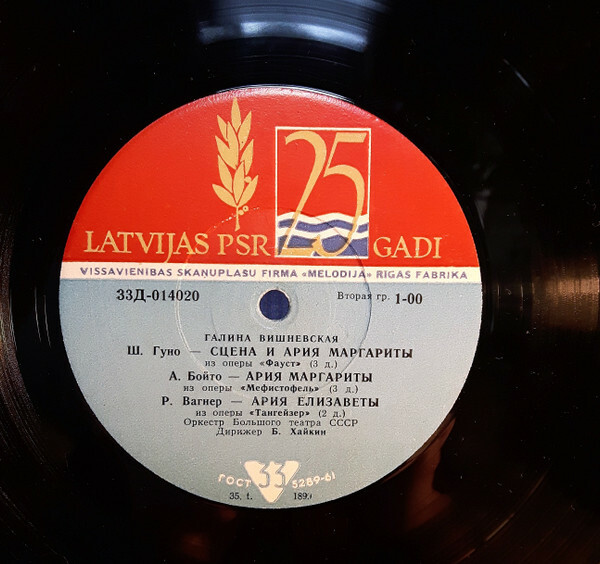 25
LATVIJAS PSR GADI
VISSAVIENĪBAS SKAŅUPLAŠU FIRMA «MELODIJA» RĪGAS FABRIKA
33Д-014020 Вторая гр. 1-00
ГАЛИНА ВИШНЕВСКАЯ
Ш. Гуно — СЦЕНА И АРИЯ МАРГАРИТЫ
из оперы «Фауст» (3 д.)
А. Бойто — АРИЯ МАРГАРИТЫ
из оперы «Мефистофель» (3 д.)
Р. Вагнер — АРИЯ ЕЛИЗАВЕТЫ
из оперы «Тангейзер» (2 д.)
Оркестр Большого театра СССР
Дирижер Б. Хайкин
ГОСТ 33 5289-61
35. t.